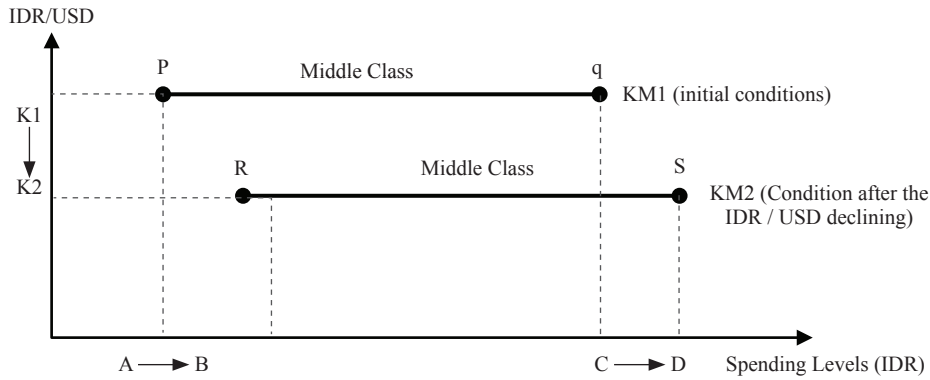 IDR/USD
P
Middle Class
q
KM1 (initial conditions)
K1
R
Middle Class
S
K2
KM2 (Condition after the
IDR / USD declining)
A B
C D
Spending Levels (IDR)